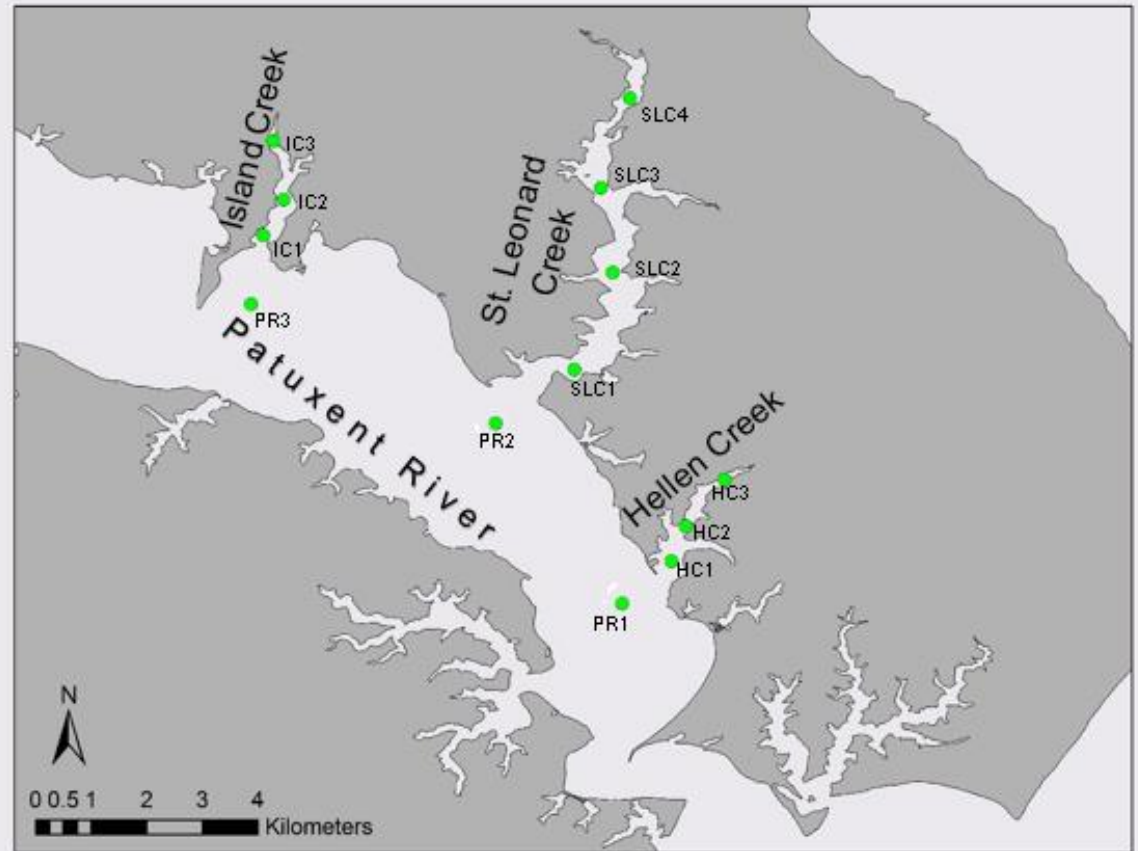 Island Creek
IC3
IC2
IC1
St. Leonard
Creek
SLC4
SLC3
SLC2
SLC1
PR3
Patuxent River
PR2
Hellen Creek
HC3
HC2
HC1
PR1
N
0 0.5 1 2 3 4
Kilometers